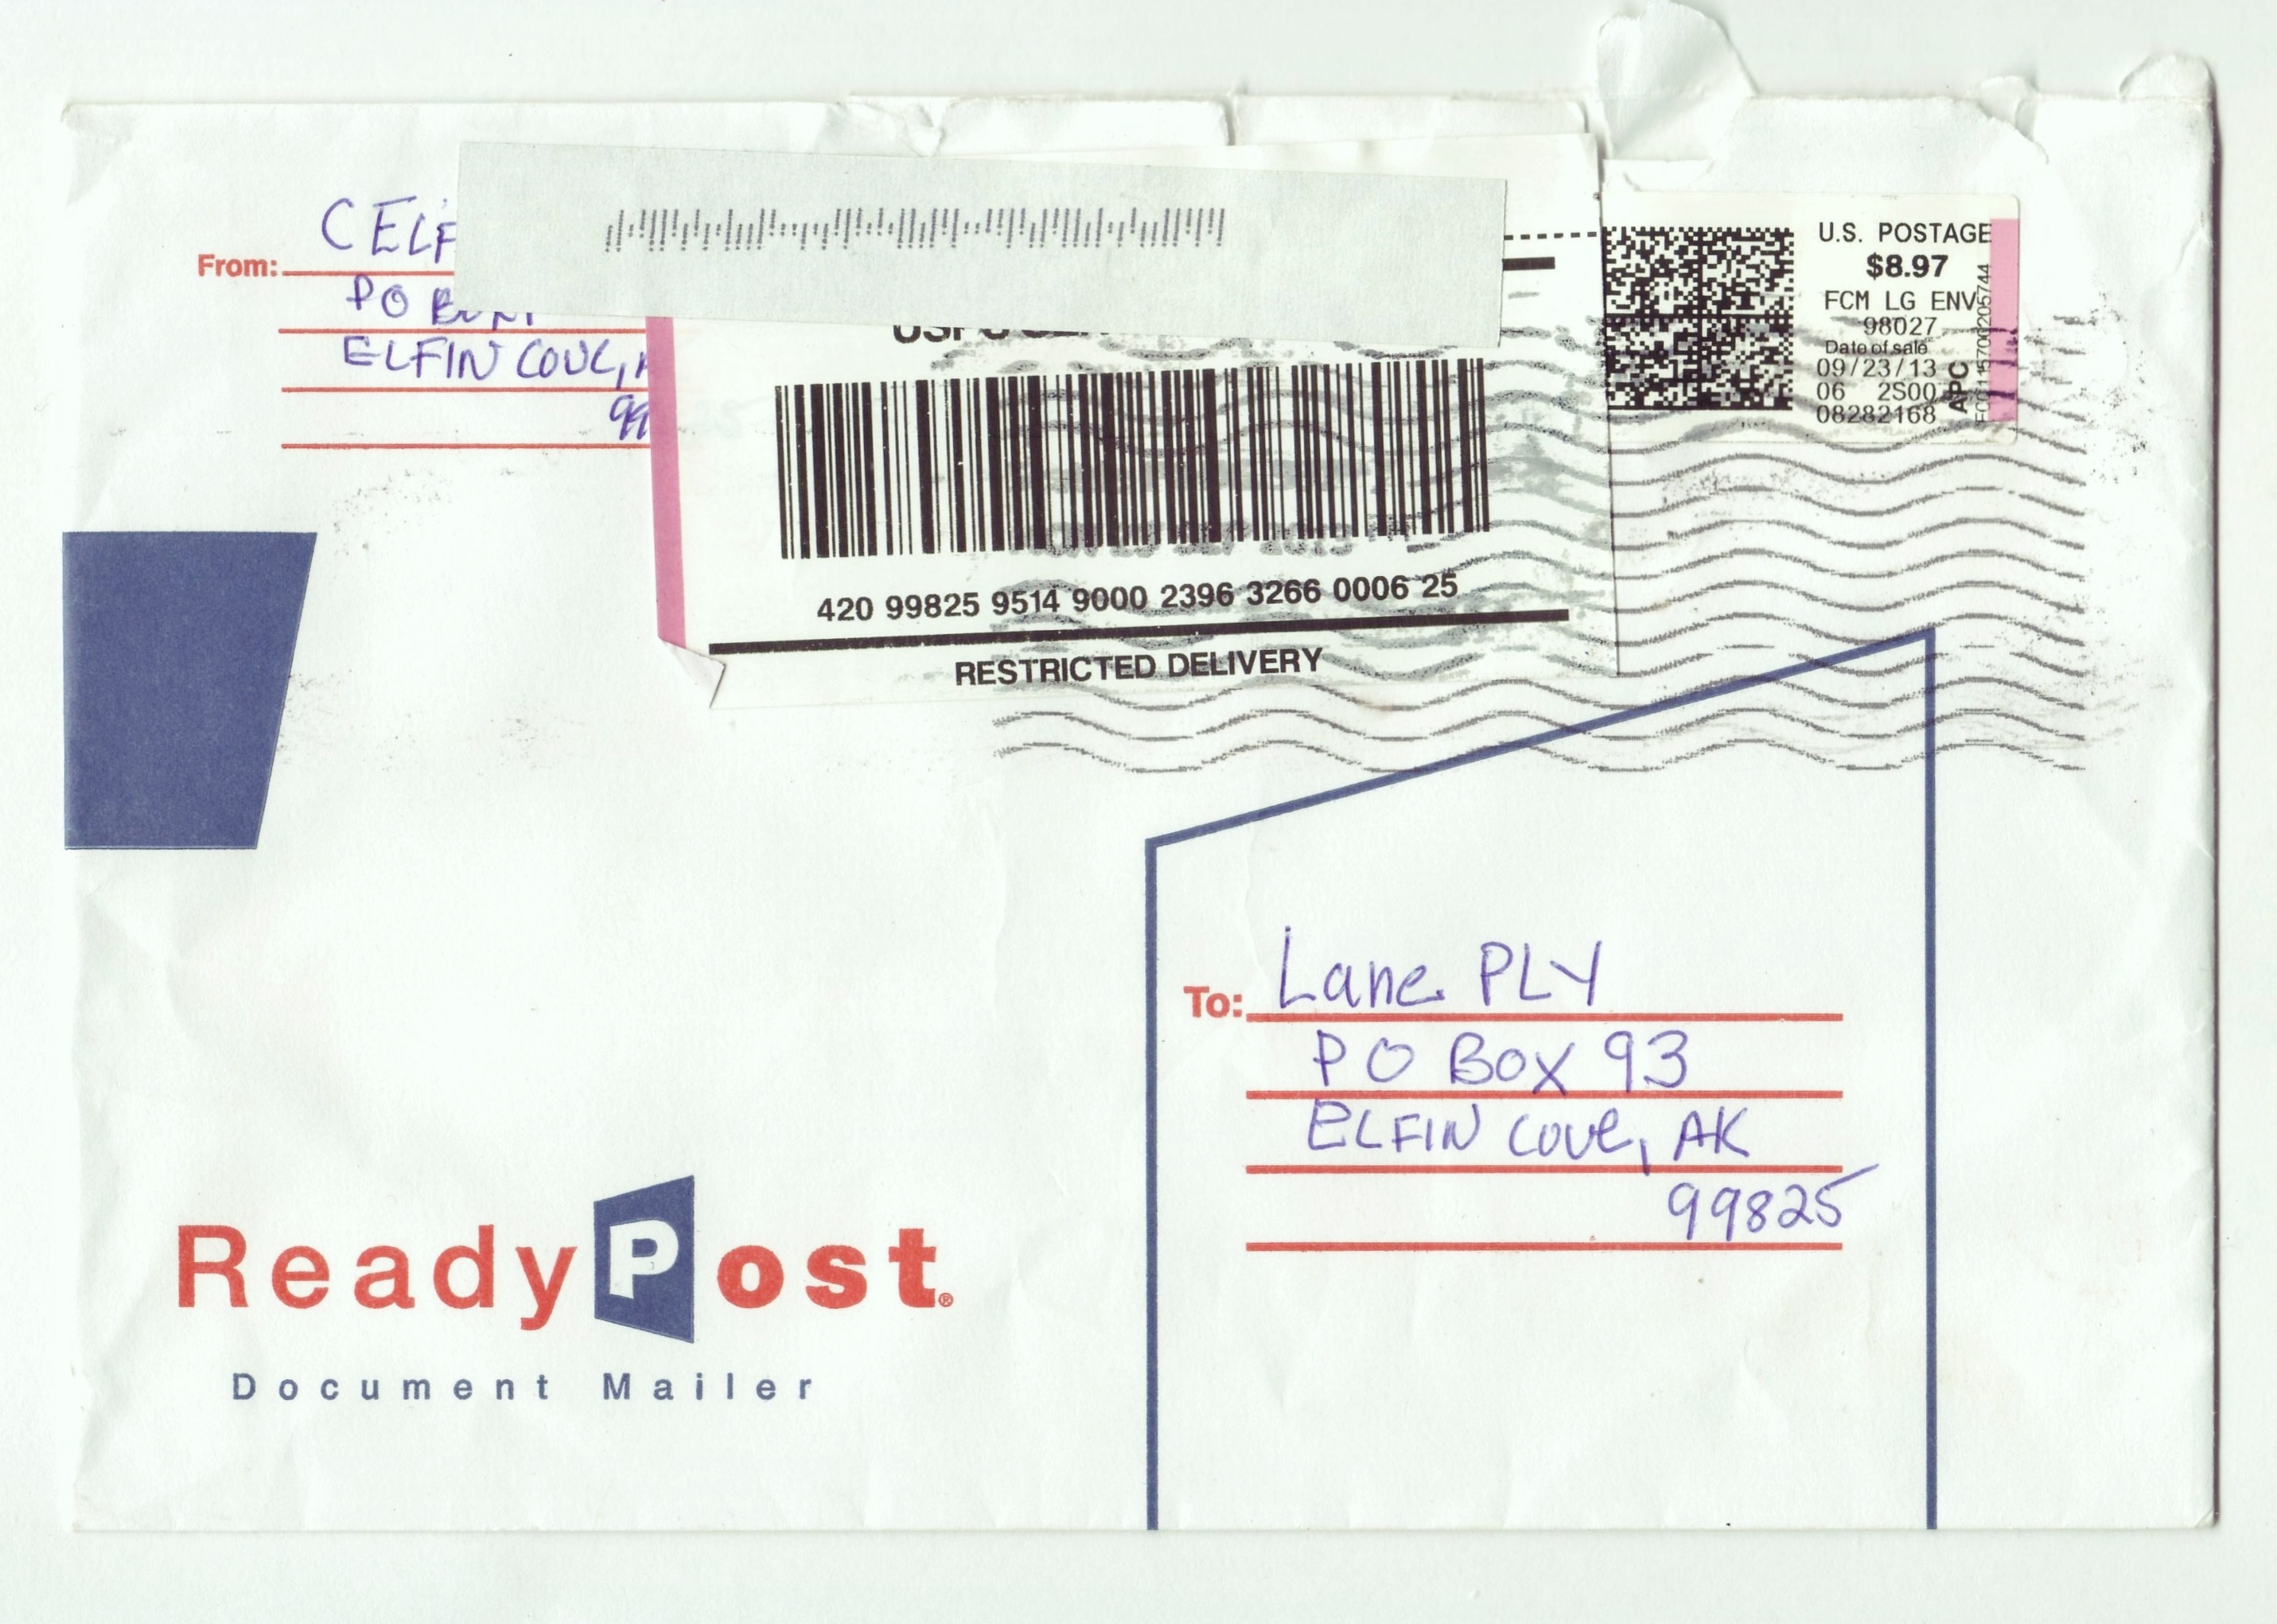 CELF
From:
PO
ELFIN COVE, A
99
U.S. POSTAGE
$8.97
FCM LG ENV
98027
Date of sale
09/23/13
06 2S00
08282168
APC
420 99825 9514 9000 2396 3266 0006 25
RESTRICTED DELIVERY
To: Lane PLY
PO BOX 93
ELFIN COVE, AK
99825
ReadyPost®
Document Mailer